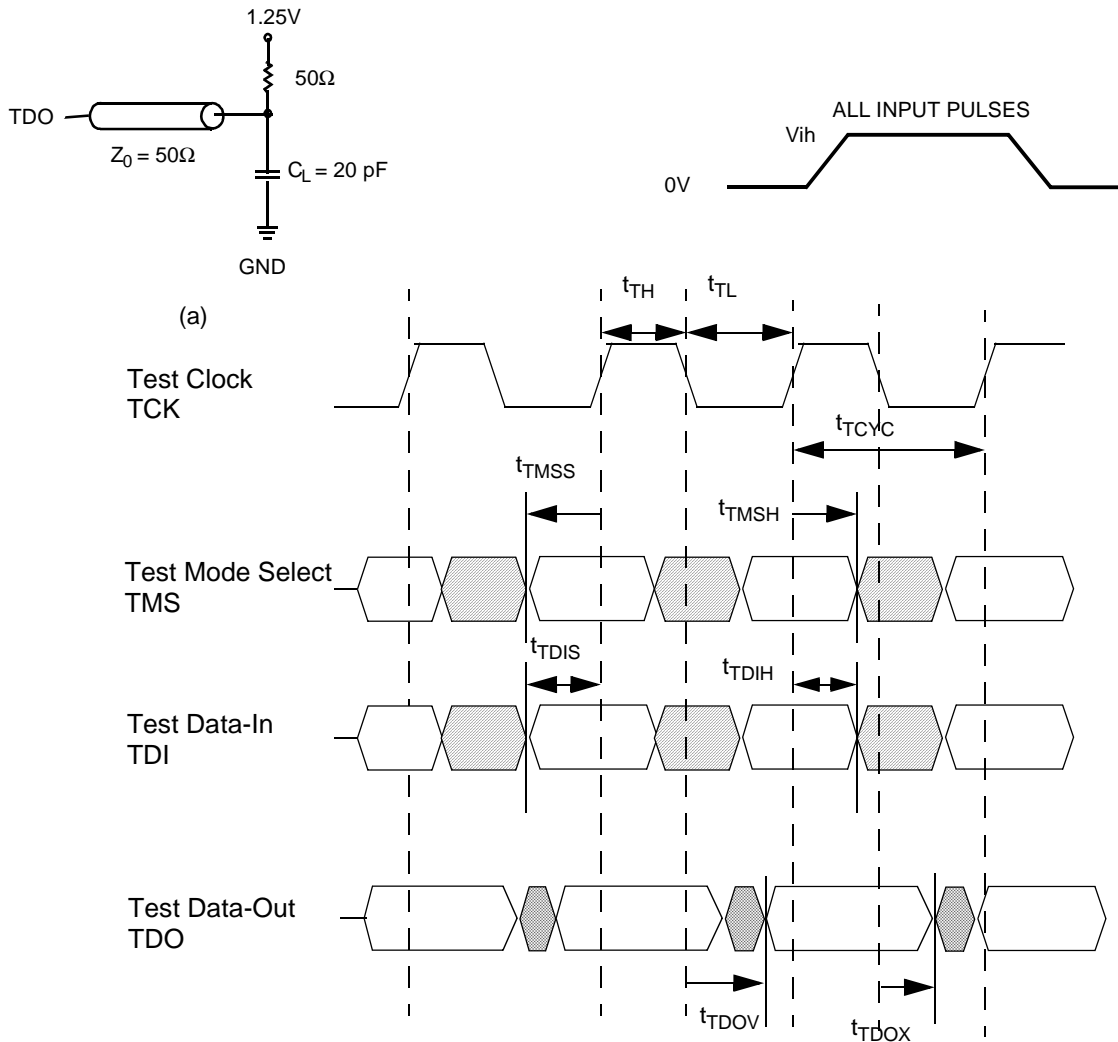 1.25V
50Ω
TDO
Z0 = 50Ω
CL = 20 pF
GND
(a)
ALL INPUT PULSES
Vih
0V
tTH
tTL
Test Clock
TCK
tTCYC
tTMSS
tTMSH
Test Mode Select
TMS
tTDIS
tTDIH
Test Data-In
TDI
Test Data-Out
TDO
tTDOV
tTDOX